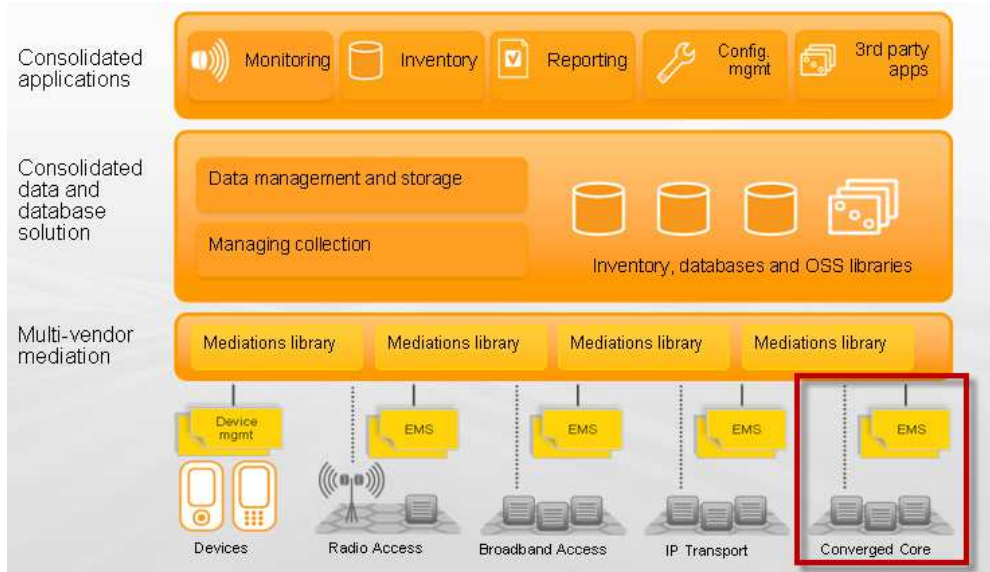 Consolidated
applications
Monitoring
Inventory
Reporting
Config.
mgmt
3rd party
apps
Consolidated
data and
database
solution
Data management and storage
Managing collection
Inventory, databases and OSS libraries
Multi-vendor
mediation
Mediations library
Mediations library
Mediations library
Mediations library
Device
mgmt
EMS
EMS
EMS
EMS
Devices
Radio Access
Broadband Access
IP Transport
Converged Core